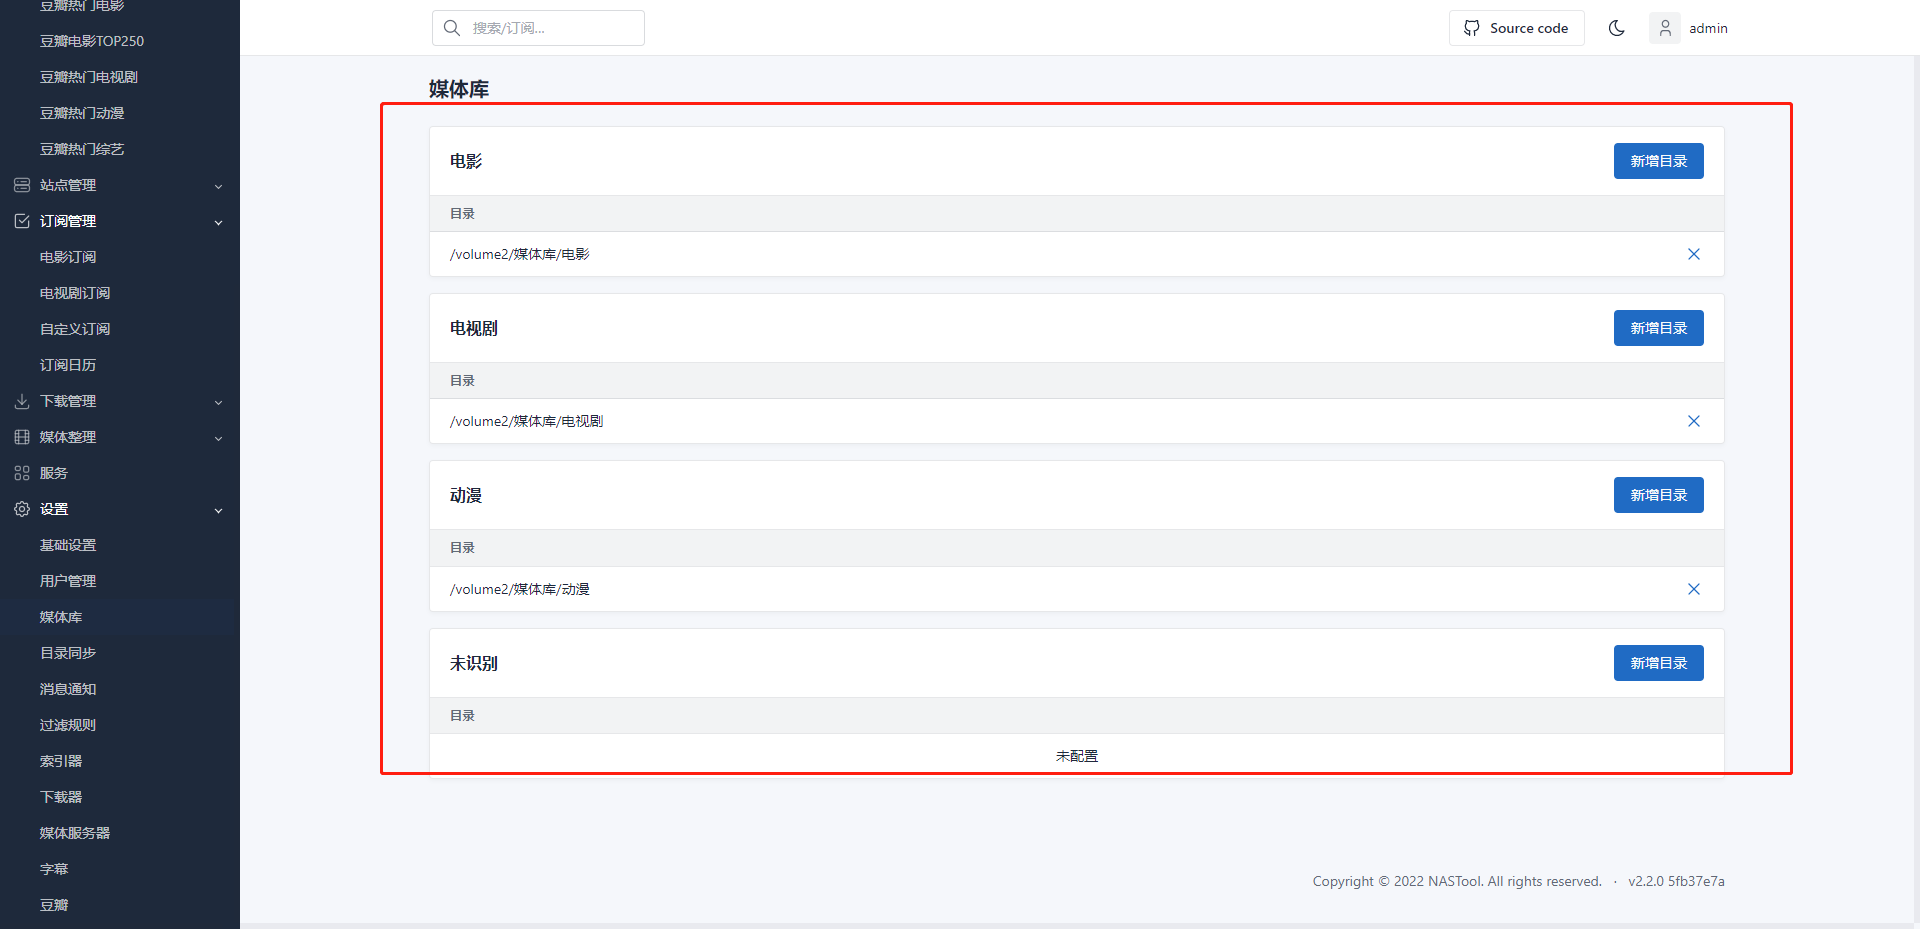 豆瓣热门电影
豆瓣电影TOP250
豆瓣热门电视剧
豆瓣热门动漫
豆瓣热门综艺
站点管理
订阅管理
电影订阅
电视剧订阅
自定义订阅
订阅日历
下载管理
媒体整理
服务
设置
基础设置
用户管理
媒体库
目录同步
消息通知
过滤规则
索引器
下载器
媒体服务器
字幕
豆瓣
搜索/订阅...
Source code
admin
媒体库
电影
新增目录
目录
/volume2/媒体库/电影
电视剧
新增目录
目录
/volume2/媒体库/电视剧
动漫
新增目录
目录
/volume2/媒体库/动漫
未识别
新增目录
目录
未配置
Copyright © 2022 NASTool. All rights reserved. · v2.2.0 5fb37e7a